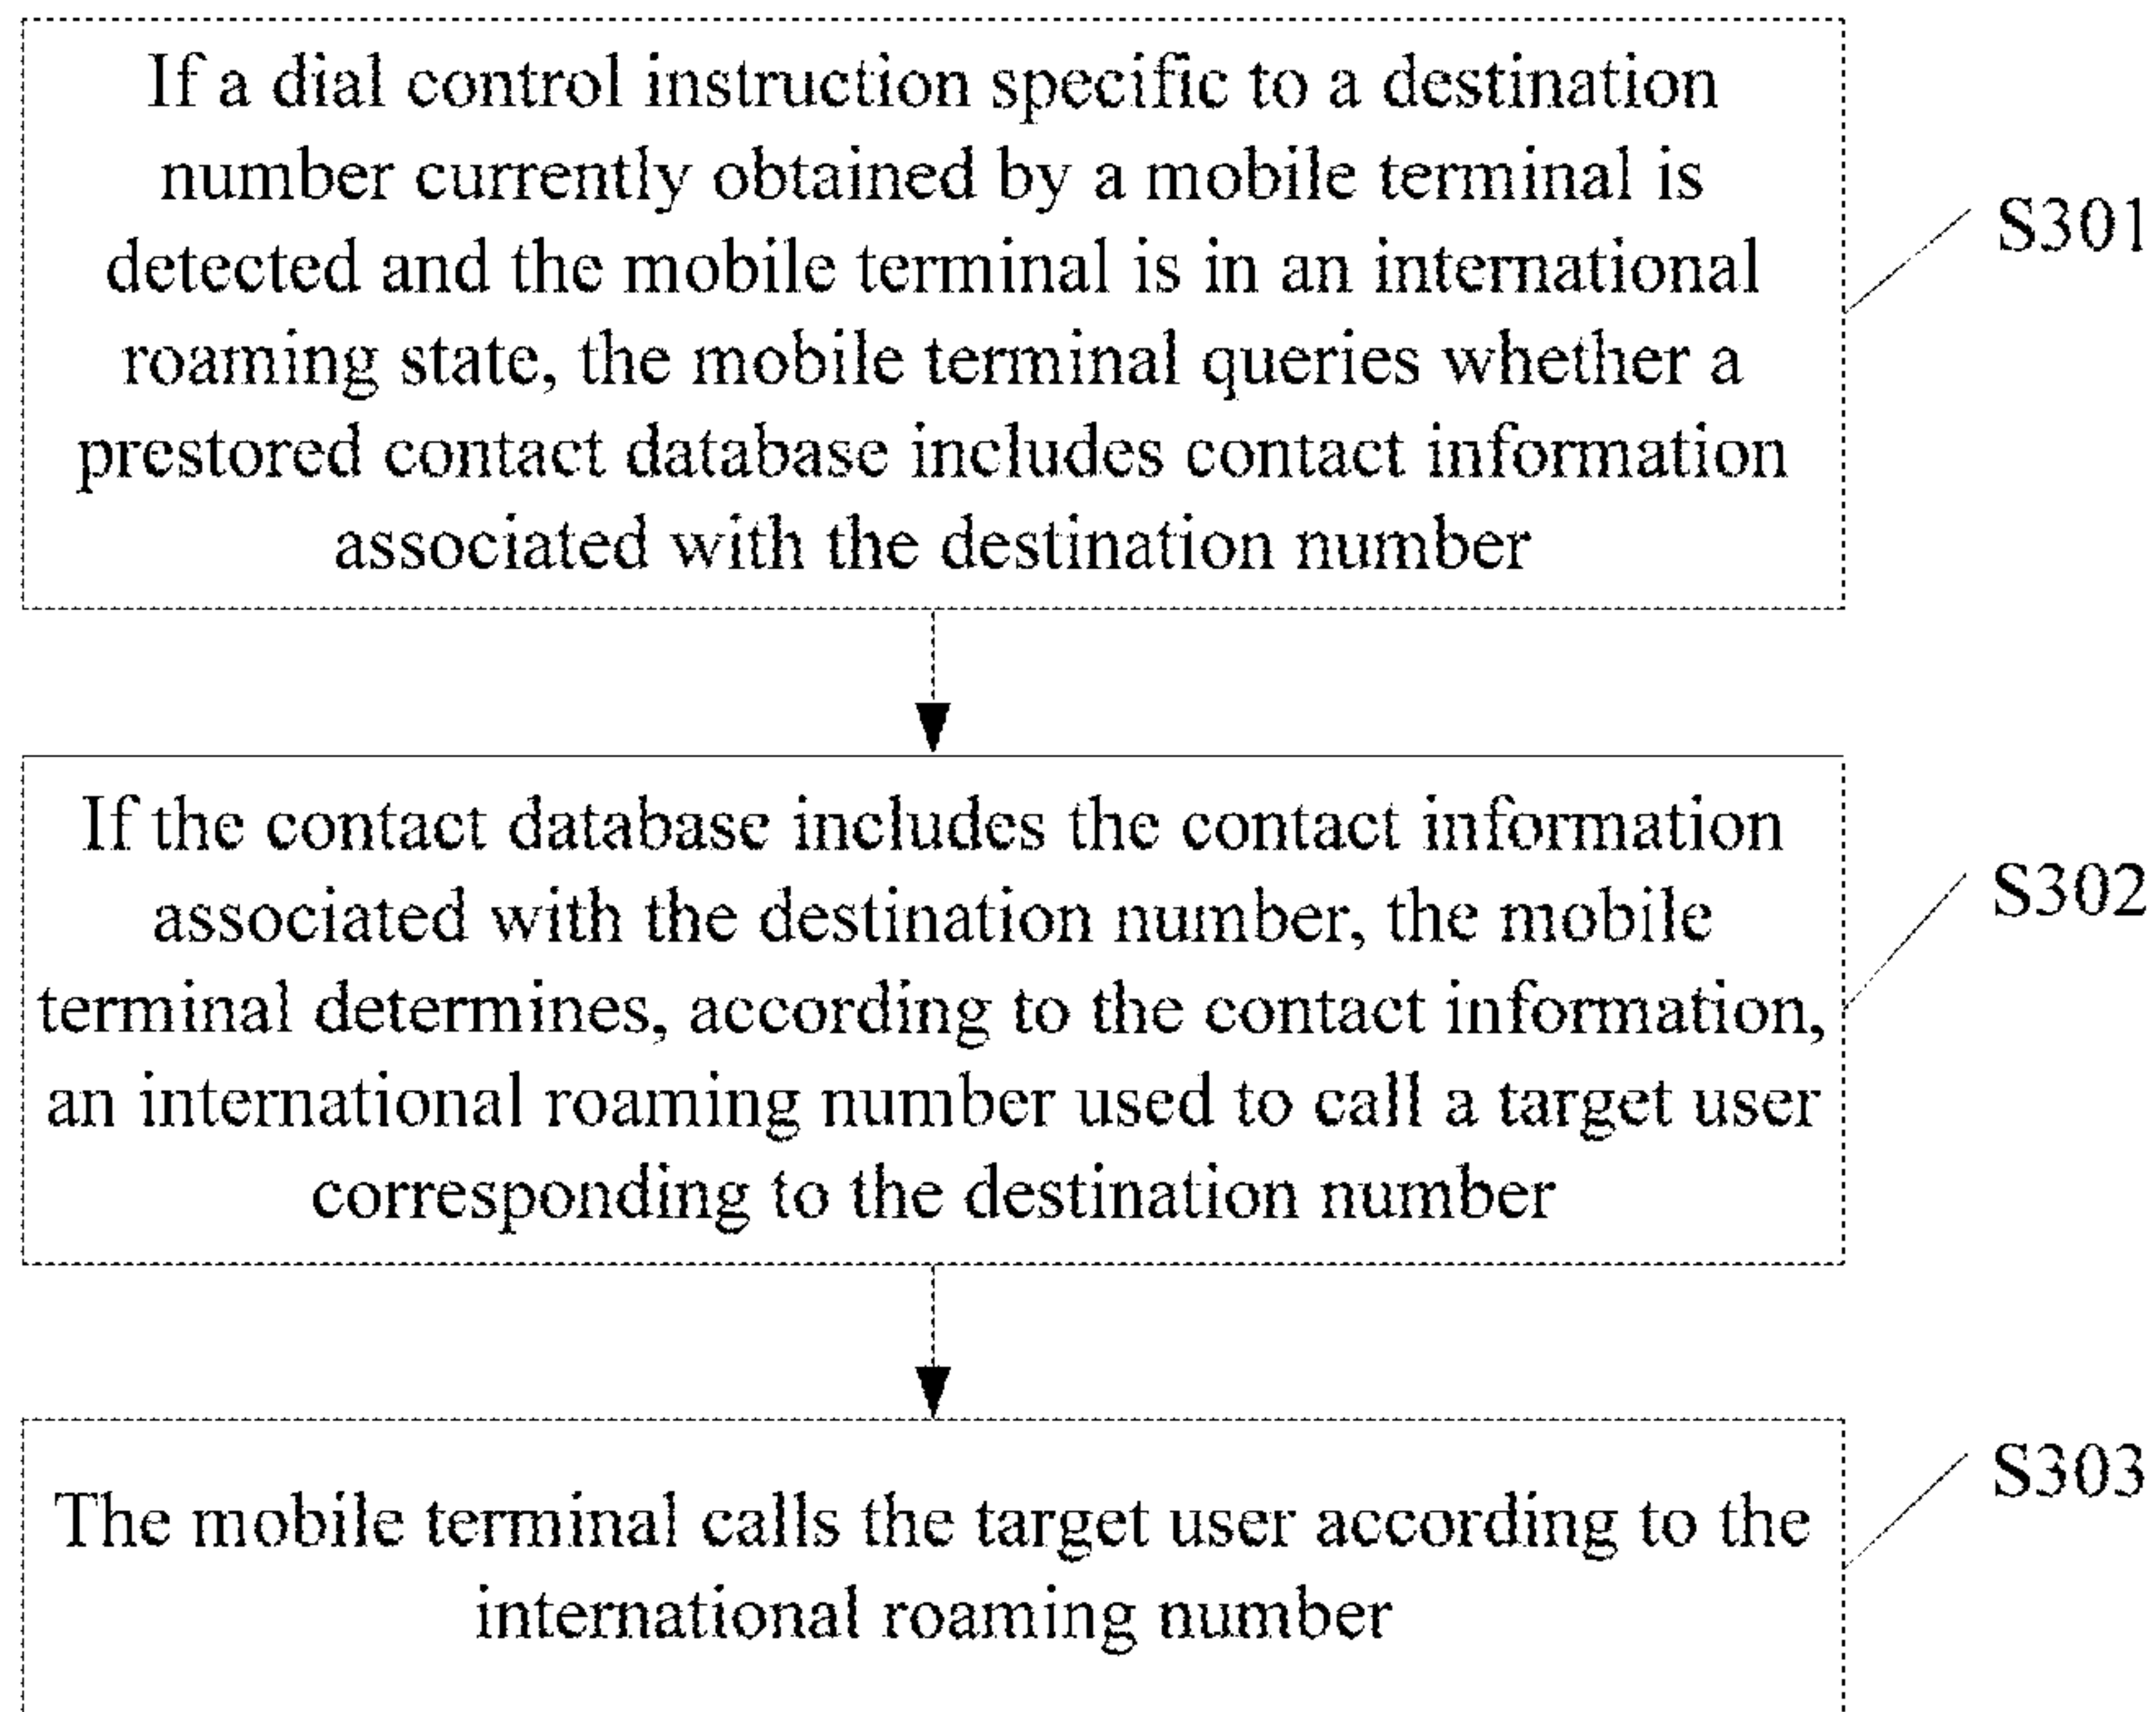 If a dial control instruction specific to a destination
number currently obtained by a mobile terminal is
detected and the mobile terminal is in an international
roaming state, the mobile terminal queries whether a
prestored contact database includes contact information
associated with the destination number
S301
If the contact database includes the contact information
associated with the destination number, the mobile
terminal determines, according to the contact information,
an international roaming number used to call a target user
corresponding to the destination number
S302
The mobile terminal calls the target user according to the
international roaming number
S303